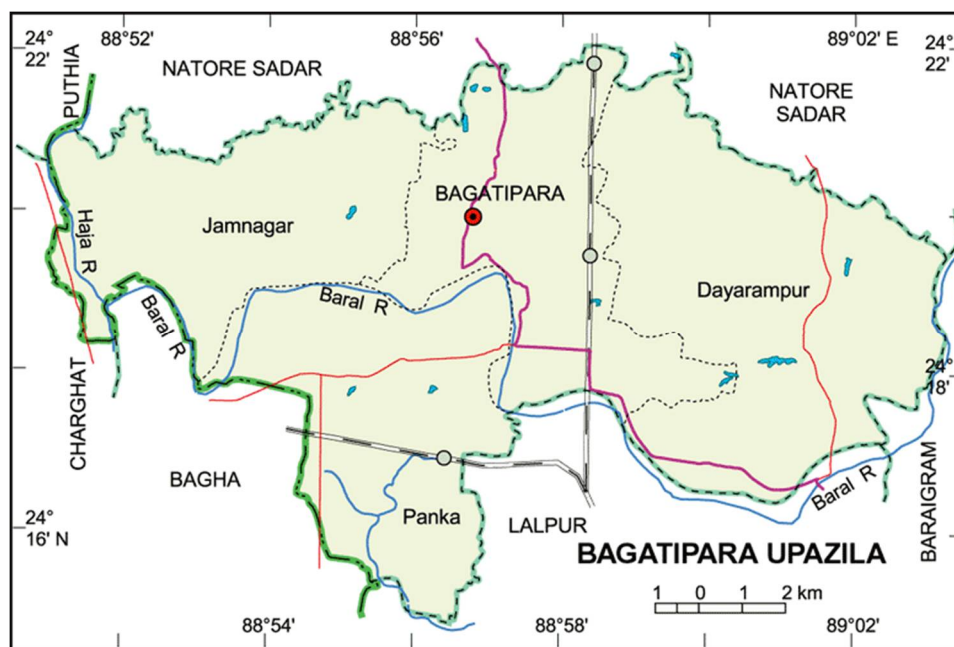 88°52'
88°56'
89°02' E
24°
22'
24°
22'
PUTHIA
NATORE SADAR
NATORE
SADAR
BAGATIPARA
Jamnagar
Haja R
Baral R
Baral R
Dayarampur
24°
18'
CHARGHAT
BAGHA
Panka
LALPUR
Baral R
BARAIGRAM
24°
16' N
BAGATIPARA UPAZILA
1 0 1 2 km
88°54'
88°58'
89°02'